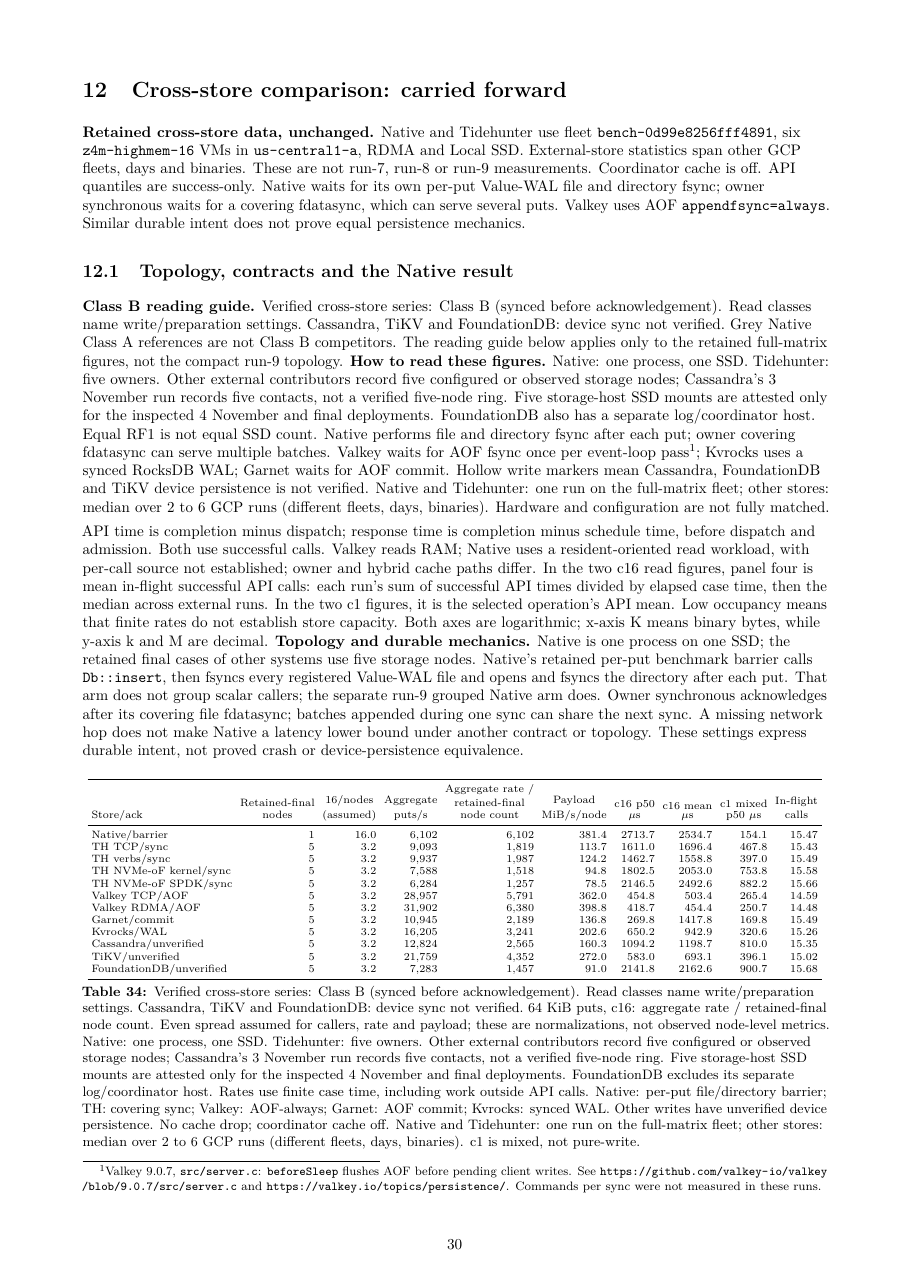 12 Cross-store comparison: carried forward
Retained cross-store data, unchanged. Native and Tidehunter use fleet bench-0d99e8256fff4891, six
z4m-highmem-16 VMs in us-central1-a, RDMA and Local SSD. External-store statistics span other GCP
fleets, days and binaries. These are not run-7, run-8 or run-9 measurements. Coordinator cache is off. API
quantiles are success-only. Native waits for its own per-put Value-WAL file and directory fsync; owner
synchronous waits for a covering fdatasync, which can serve several puts. Valkey uses AOF appendfsync=always.
Similar durable intent does not prove equal persistence mechanics.
12.1 Topology, contracts and the Native result
Class B reading guide. Verified cross-store series: Class B (synced before acknowledgement). Read classes
name write/preparation settings. Cassandra, TiKV and FoundationDB: device sync not verified. Grey Native
Class A references are not Class B competitors. The reading guide below applies only to the retained full-matrix
figures, not the compact run-9 topology. How to read these figures. Native: one process, one SSD. Tidehunter:
five owners. Other external contributors record five configured or observed storage nodes; Cassandra's 3
November run records five contacts, not a verified five-node ring. Five storage-host SSD mounts are attested only
for the inspected 4 November and final deployments. FoundationDB also has a separate log/coordinator host.
Equal RF1 is not equal SSD count. Native performs file and directory fsync after each put; owner covering
fdatasync can serve multiple batches. Valkey waits for AOF fsync once per event-loop pass1; Kvrocks uses a
synced RocksDB WAL; Garnet waits for AOF commit. Hollow write markers mean Cassandra, FoundationDB
and TiKV device persistence is not verified. Native and Tidehunter: one run on the full-matrix fleet; other stores:
median over 2 to 6 GCP runs (different fleets, days, binaries). Hardware and configuration are not fully matched.
API time is completion minus dispatch; response time is completion minus schedule time, before dispatch and
admission. Both use successful calls. Valkey reads RAM; Native uses a resident-oriented read workload, with
per-call source not established; owner and hybrid cache paths differ. In the two c16 read figures, panel four is
mean in-flight successful API calls: each run's sum of successful API times divided by elapsed case time, then the
median across external runs. In the two c1 figures, it is the selected operation's API mean. Low occupancy means
that finite rates do not establish store capacity. Both axes are logarithmic; x-axis K means binary bytes, while
y-axis k and M are decimal. Topology and durable mechanics. Native is one process on one SSD; the
retained final cases of other systems use five storage nodes. Native's retained per-put benchmark barrier calls
Db::insert, then fsyncs every registered Value-WAL file and opens and fsyncs the directory after each put. That
arm does not group scalar callers; the separate run-9 grouped Native arm does. Owner synchronous acknowledges
after its covering file fdatasync; batches appended during one sync can share the next sync. A missing network
hop does not make Native a latency lower bound under another contract or topology. These settings express
durable intent, not proved crash or device-persistence equivalence.
Store/ack Retained-final nodes 16/nodes (assumed) Aggregate puts/s Aggregate rate / retained-final node count Payload MiB/s/node c16 p50 μs c16 mean μs c1 mixed p50 μs In-flight calls
Native/barrier 1 16.0 6,102 6,102 381.4 2713.7 2534.7 154.1 15.47
TH TCP/sync 5 3.2 9,093 1,819 113.7 1611.0 1696.4 467.8 15.43
TH verbs/sync 5 3.2 9,937 1,987 124.2 1462.7 1558.8 397.0 15.49
TH NVMe-oF kernel/sync 5 3.2 7,588 1,518 94.8 1802.5 2053.0 753.8 15.58
TH NVMe-oF SPDK/sync 5 3.2 6,284 1,257 78.5 2146.5 2492.6 882.2 15.66
Valkey TCP/AOF 5 3.2 28,957 5,791 362.0 454.8 503.4 265.4 14.59
Valkey RDMA/AOF 5 3.2 31,902 6,380 398.8 418.7 454.4 250.7 14.48
Garnet/commit 5 3.2 10,945 2,189 136.8 269.8 1417.8 169.8 15.49
Kvrocks/WAL 5 3.2 16,205 3,241 202.6 650.2 942.9 320.6 15.26
Cassandra/unverified 5 3.2 12,824 2,565 160.3 1094.2 1198.7 810.0 15.35
TiKV/unverified 5 3.2 21,759 4,352 272.0 583.0 693.1 396.1 15.02
FoundationDB/unverified 5 3.2 7,283 1,457 91.0 2141.8 2162.6 900.7 15.68
Table 34: Verified cross-store series: Class B (synced before acknowledgement). Read classes name write/preparation
settings. Cassandra, TiKV and FoundationDB: device sync not verified. 64 KiB puts, c16: aggregate rate / retained-final
node count. Even spread assumed for callers, rate and payload; these are normalizations, not observed node-level metrics.
Native: one process, one SSD. Tidehunter: five owners. Other external contributors record five configured or observed
storage nodes; Cassandra's 3 November run records five contacts, not a verified five-node ring. Five storage-host SSD
mounts are attested only for the inspected 4 November and final deployments. FoundationDB excludes its separate
log/coordinator host. Rates use finite case time, including work outside API calls. Native: per-put file/directory barrier;
TH: covering sync; Valkey: AOF-always; Garnet: AOF commit; Kvrocks: synced WAL. Other writes have unverified device
persistence. No cache drop; coordinator cache off. Native and Tidehunter: one run on the full-matrix fleet; other stores:
median over 2 to 6 GCP runs (different fleets, days, binaries). c1 is mixed, not pure-write.
1Valkey 9.0.7, src/server.c: beforeSleep flushes AOF before pending client writes. See https://github.com/valkey-io/valkey
/blob/9.0.7/src/server.c and https://valkey.io/topics/persistence/. Commands per sync were not measured in these runs.
30